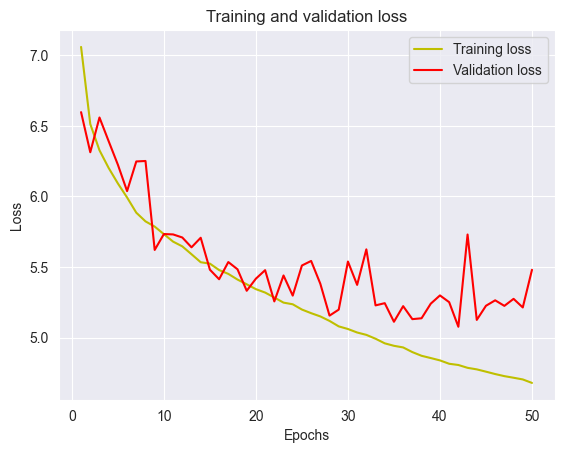 Training and validation loss
Training loss
Validation loss
7.0
6.5
6.0
5.5
5.0
Loss
0
10
20
30
40
50
Epochs